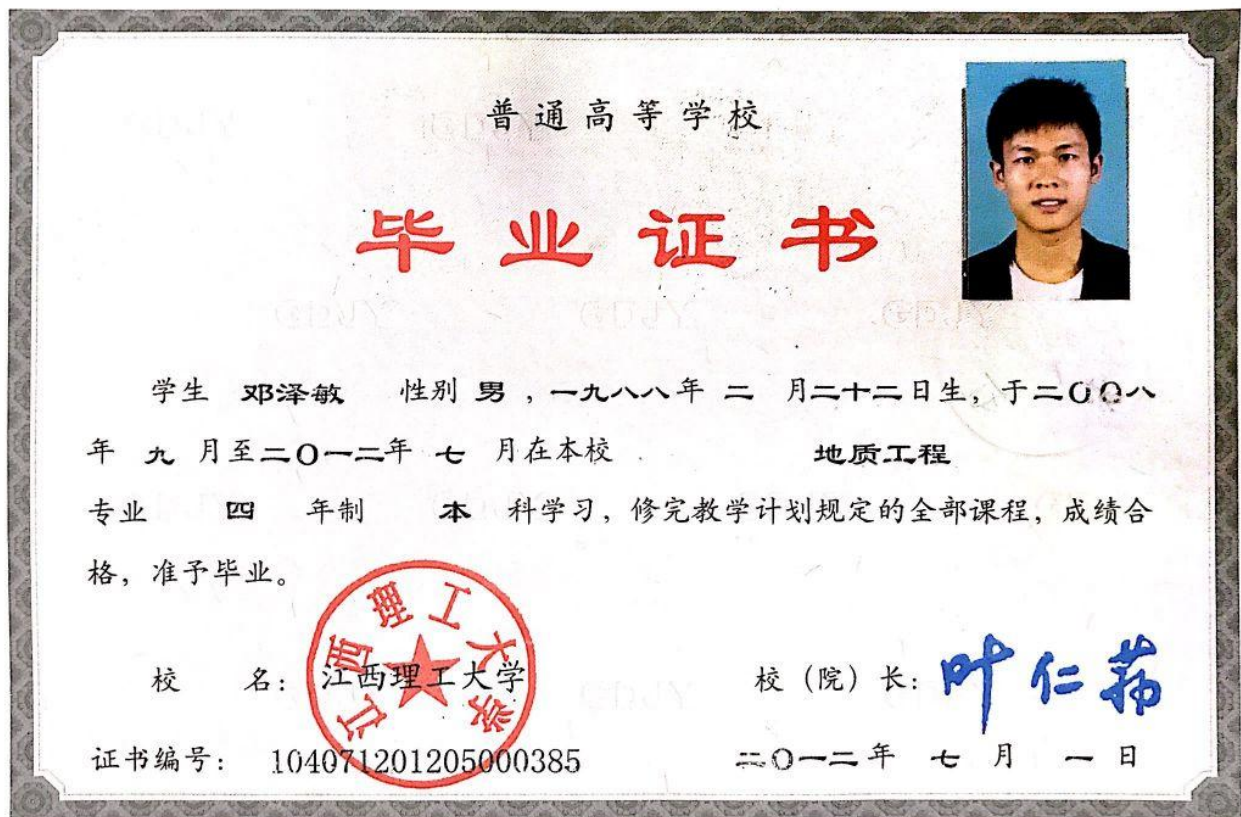 普通高等学校
毕业证书
学生 邓泽敏 性别 男，一九八八年 二 月二十二日生，于二〇〇八
年 九 月至二〇一二年 七 月在本校 地质工程
专业 四 年制 本 科学习，修完教学计划规定的全部课程，成绩合
格，准予毕业。
江西理工大学
校 名：江西理工大学 校（院）长：叶仁荪
证书编号：104071201205000385 二〇一二年 七 月 一 日